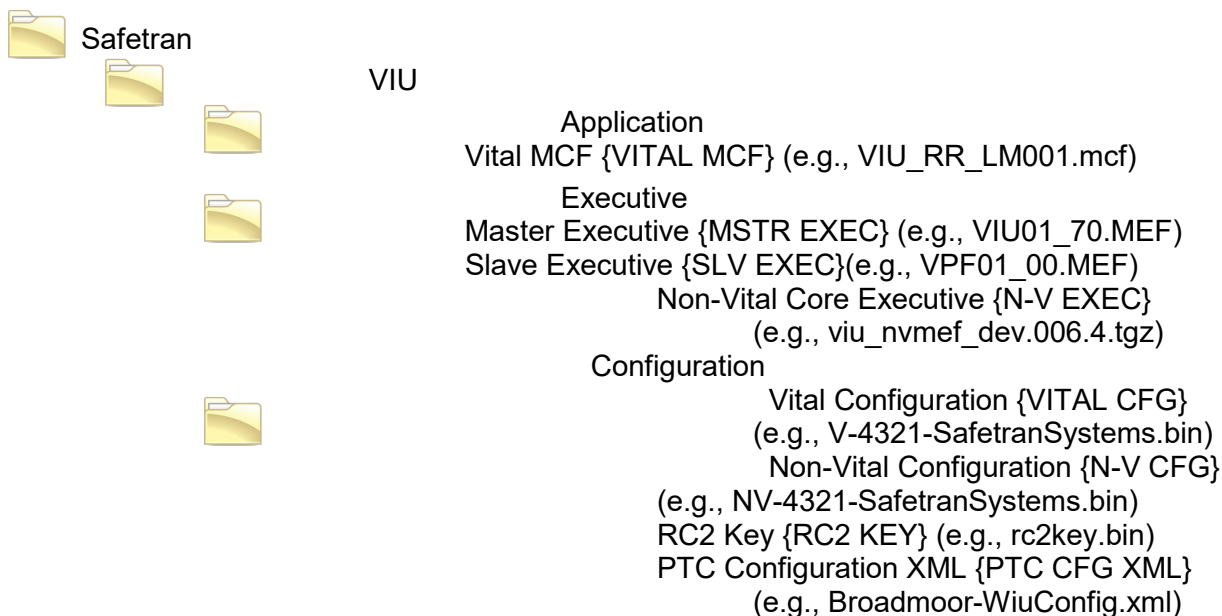 Safetran
VIU
Application
Vital MCF {VITAL MCF} (e.g., VIU_RR_LM001.mcf)
Executive
Master Executive {MSTR EXEC} (e.g., VIU01_70.MEF)
Slave Executive {SLV EXEC}(e.g., VPF01_00.MEF)
Non-Vital Core Executive {N-V EXEC}
(e.g., viu_nvmef_dev.006.4.tgz)
Configuration
Vital Configuration {VITAL CFG}
(e.g., V-4321-SafetranSystems.bin)
Non-Vital Configuration {N-V CFG}
(e.g., NV-4321-SafetranSystems.bin)
RC2 Key {RC2 KEY} (e.g., rc2key.bin)
PTC Configuration XML {PTC CFG XML}
(e.g., Broadmoor-WiuConfig.xml)